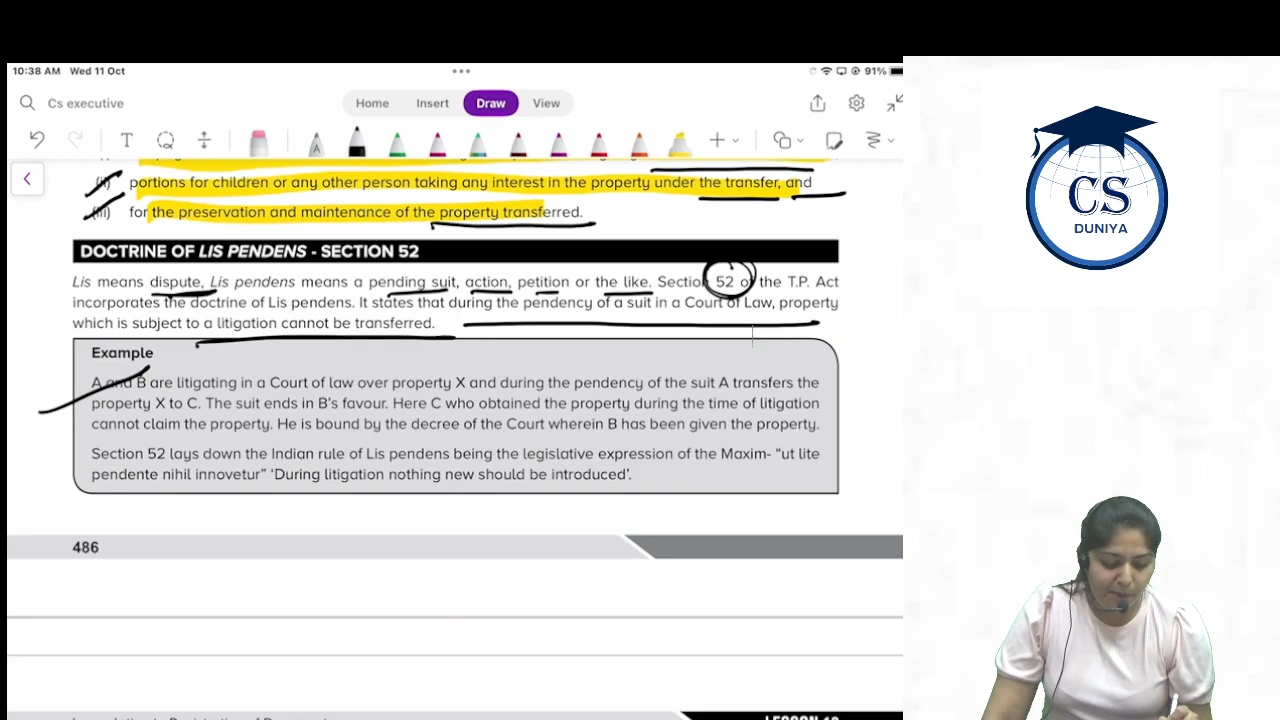 10:38 AM Wed 11 Oct
91%
Cs executive
Home Insert Draw View
(ii) portions for children or any other person taking any interest in the property under the transfer, and
(iii) for the preservation and maintenance of the property transferred.
DOCTRINE OF LIS PENDENS - SECTION 52
Lis means dispute, Lis pendens means a pending suit, action, petition or the like. Section 52 of the T.P. Act
incorporates the doctrine of Lis pendens. It states that during the pendency of a suit in a Court of Law, property
which is subject to a litigation cannot be transferred.
Example
A and B are litigating in a Court of law over property X and during the pendency of the suit A transfers the
property X to C. The suit ends in B's favour. Here C who obtained the property during the time of litigation
cannot claim the property. He is bound by the decree of the Court wherein B has been given the property.
Section 52 lays down the Indian rule of Lis pendens being the legislative expression of the Maxim- “ut lite
pendente nihil innovetur” ‘During litigation nothing new should be introduced’.
486
CS
DUNIYA